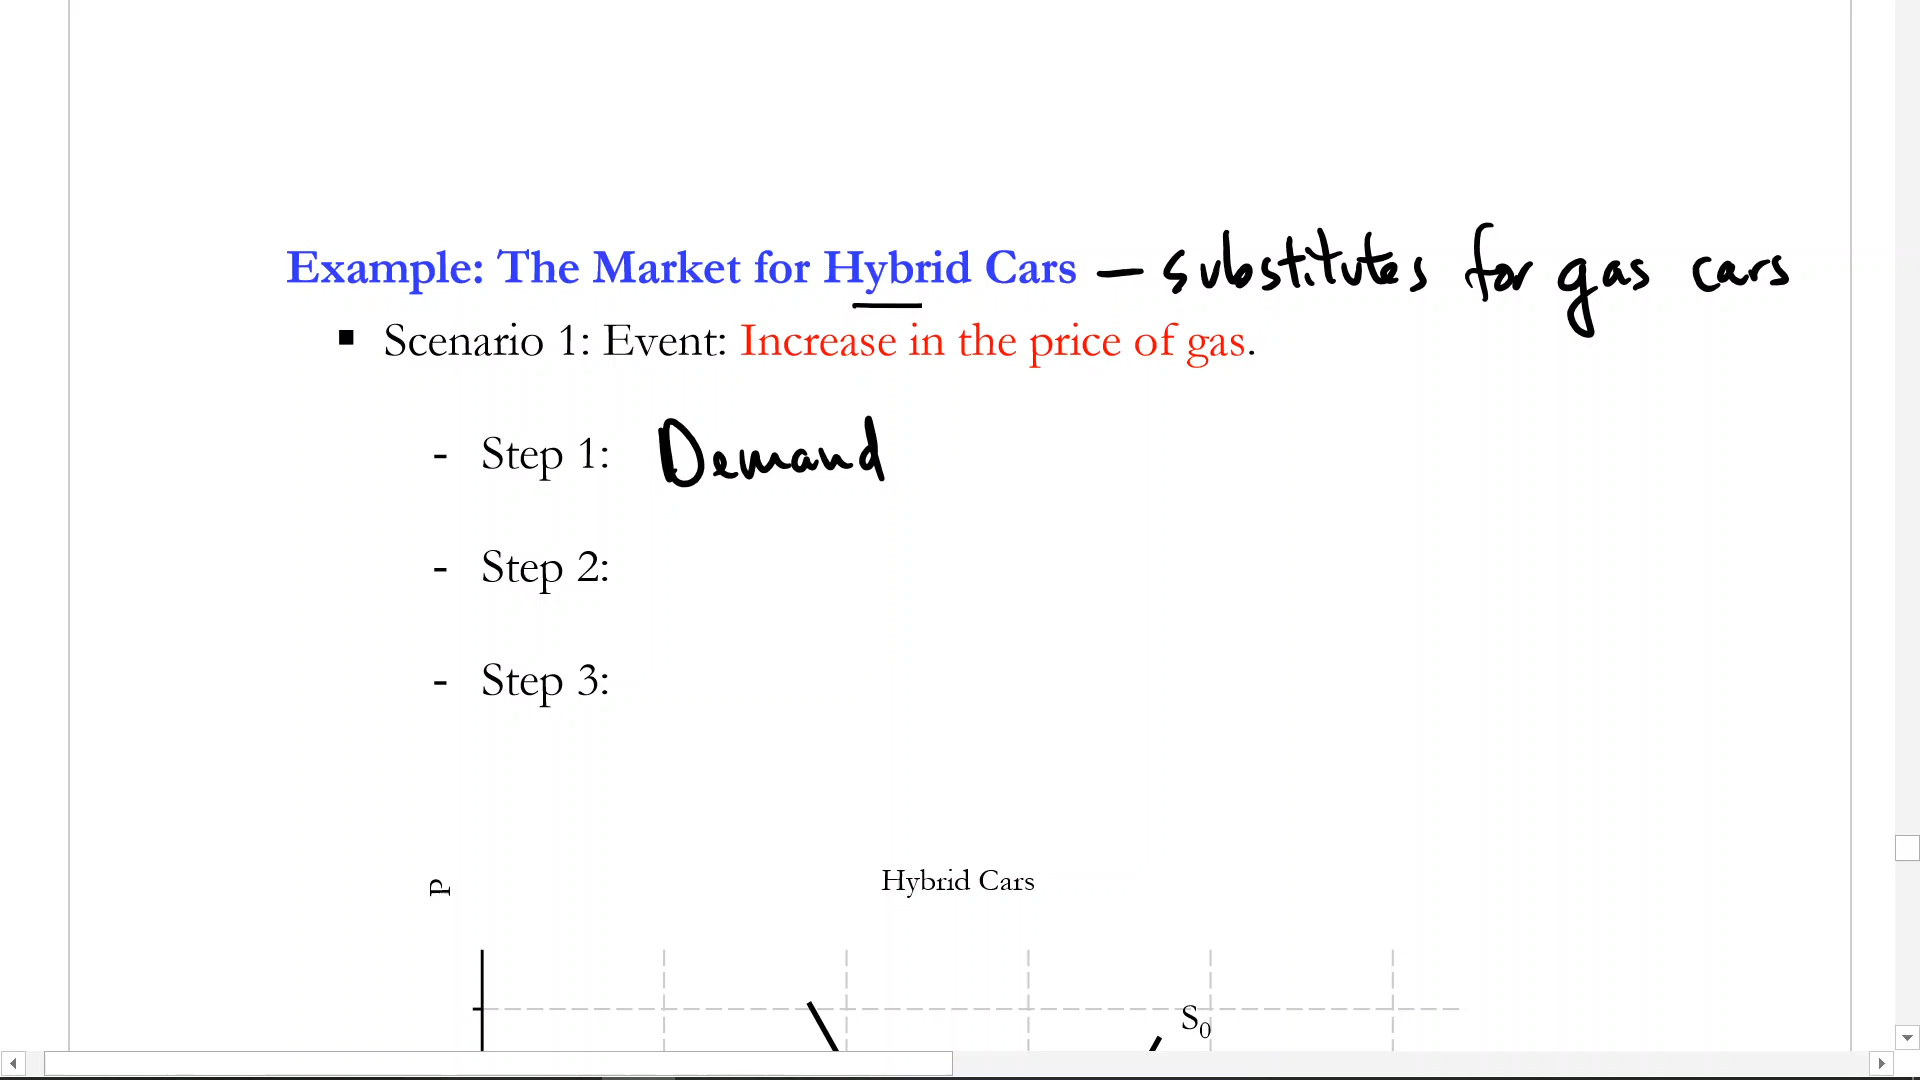 Example: The Market for Hybrid Cars — substitutes for gas cars
▪ Scenario 1: Event: Increase in the price of gas.
- Step 1: Demand
- Step 2:
- Step 3:
P
Hybrid Cars
S₀